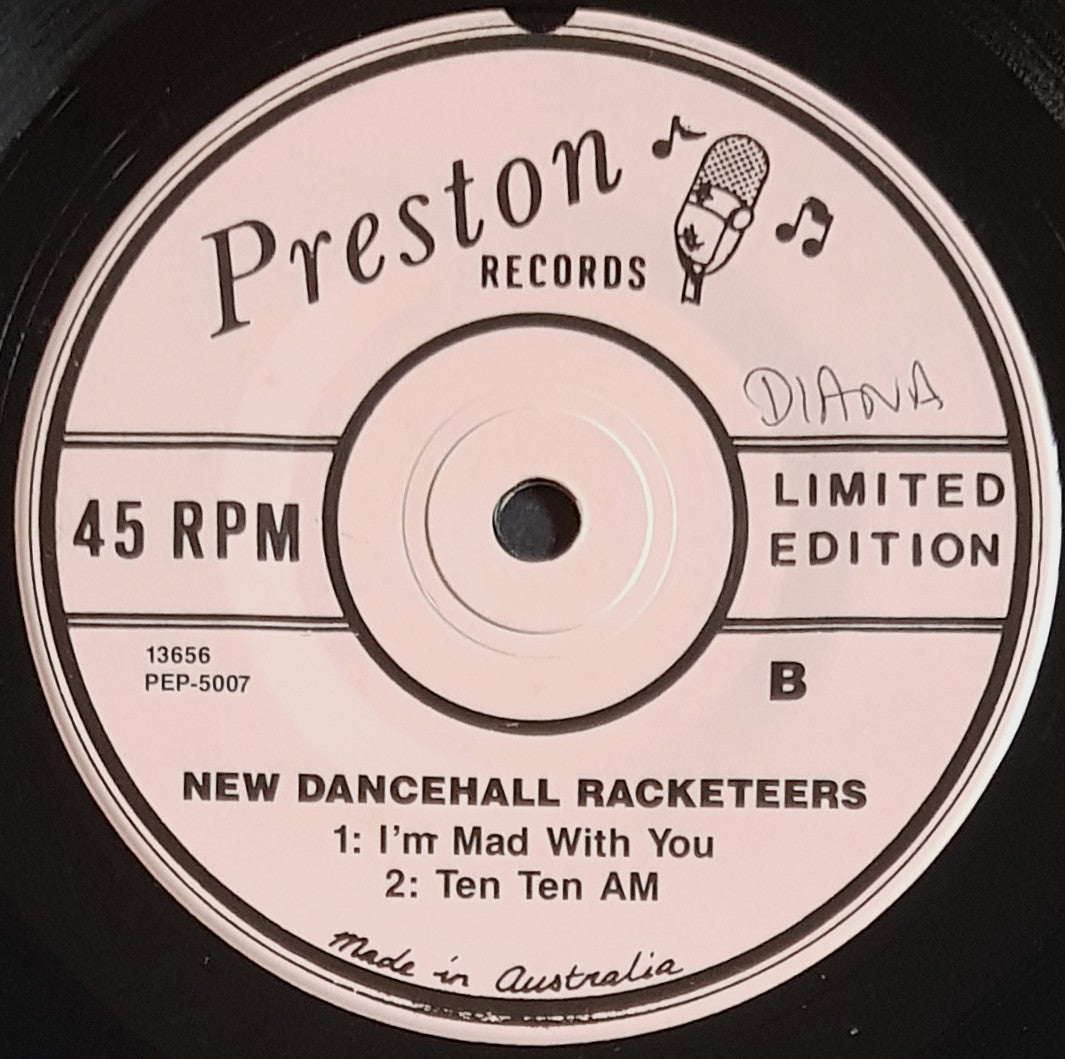 Preston
RECORDS
DIANA
45 RPM
LIMITED
EDITION
13656
PEP-5007
B
NEW DANCEHALL RACKETEERS
1: I'm Mad With You
2: Ten Ten AM
Made in Australia